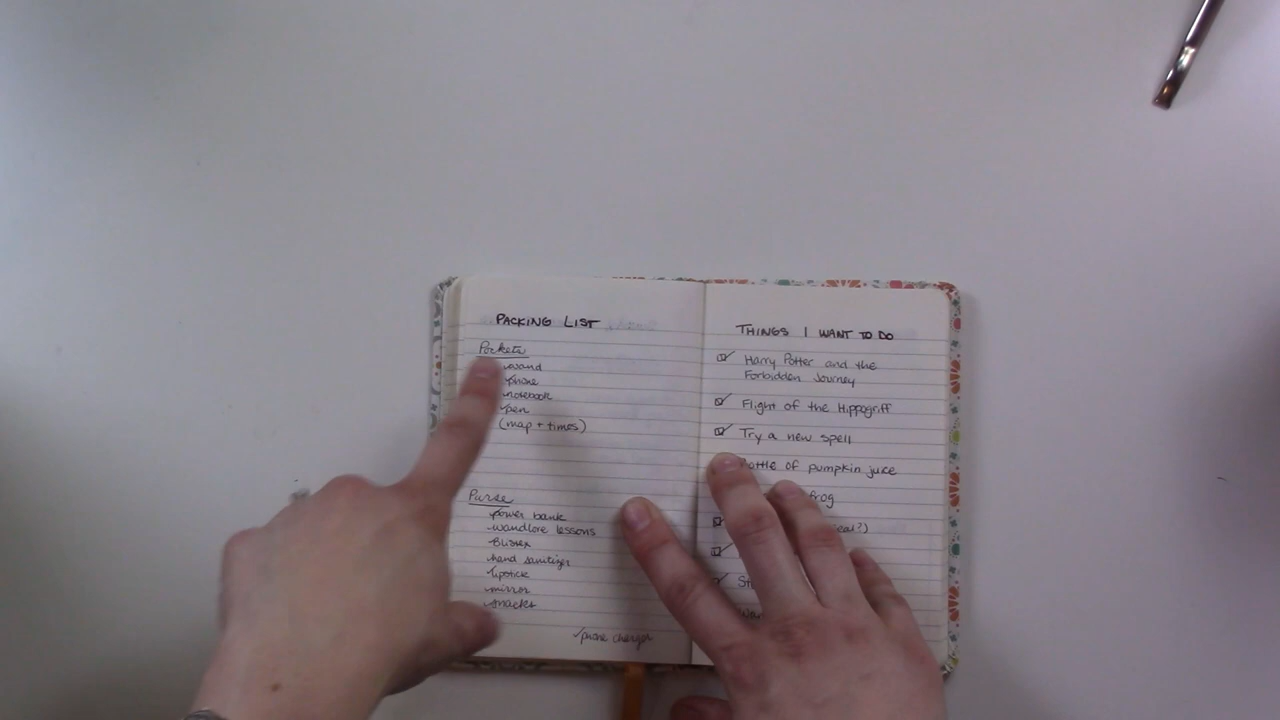 PACKING LIST
Pockets
wand
phone
notebook
pen
(map + times)
Purse
power bank
wandlore lessons
Blistex
hand sanitizer
lipstick
mirror
snacks
phone charger
THINGS I WANT TO DO
Harry Potter and the
Forbidden Journey
Flight of the Hippogriff
Try a new spell
Bottle of pumpkin juice
frog